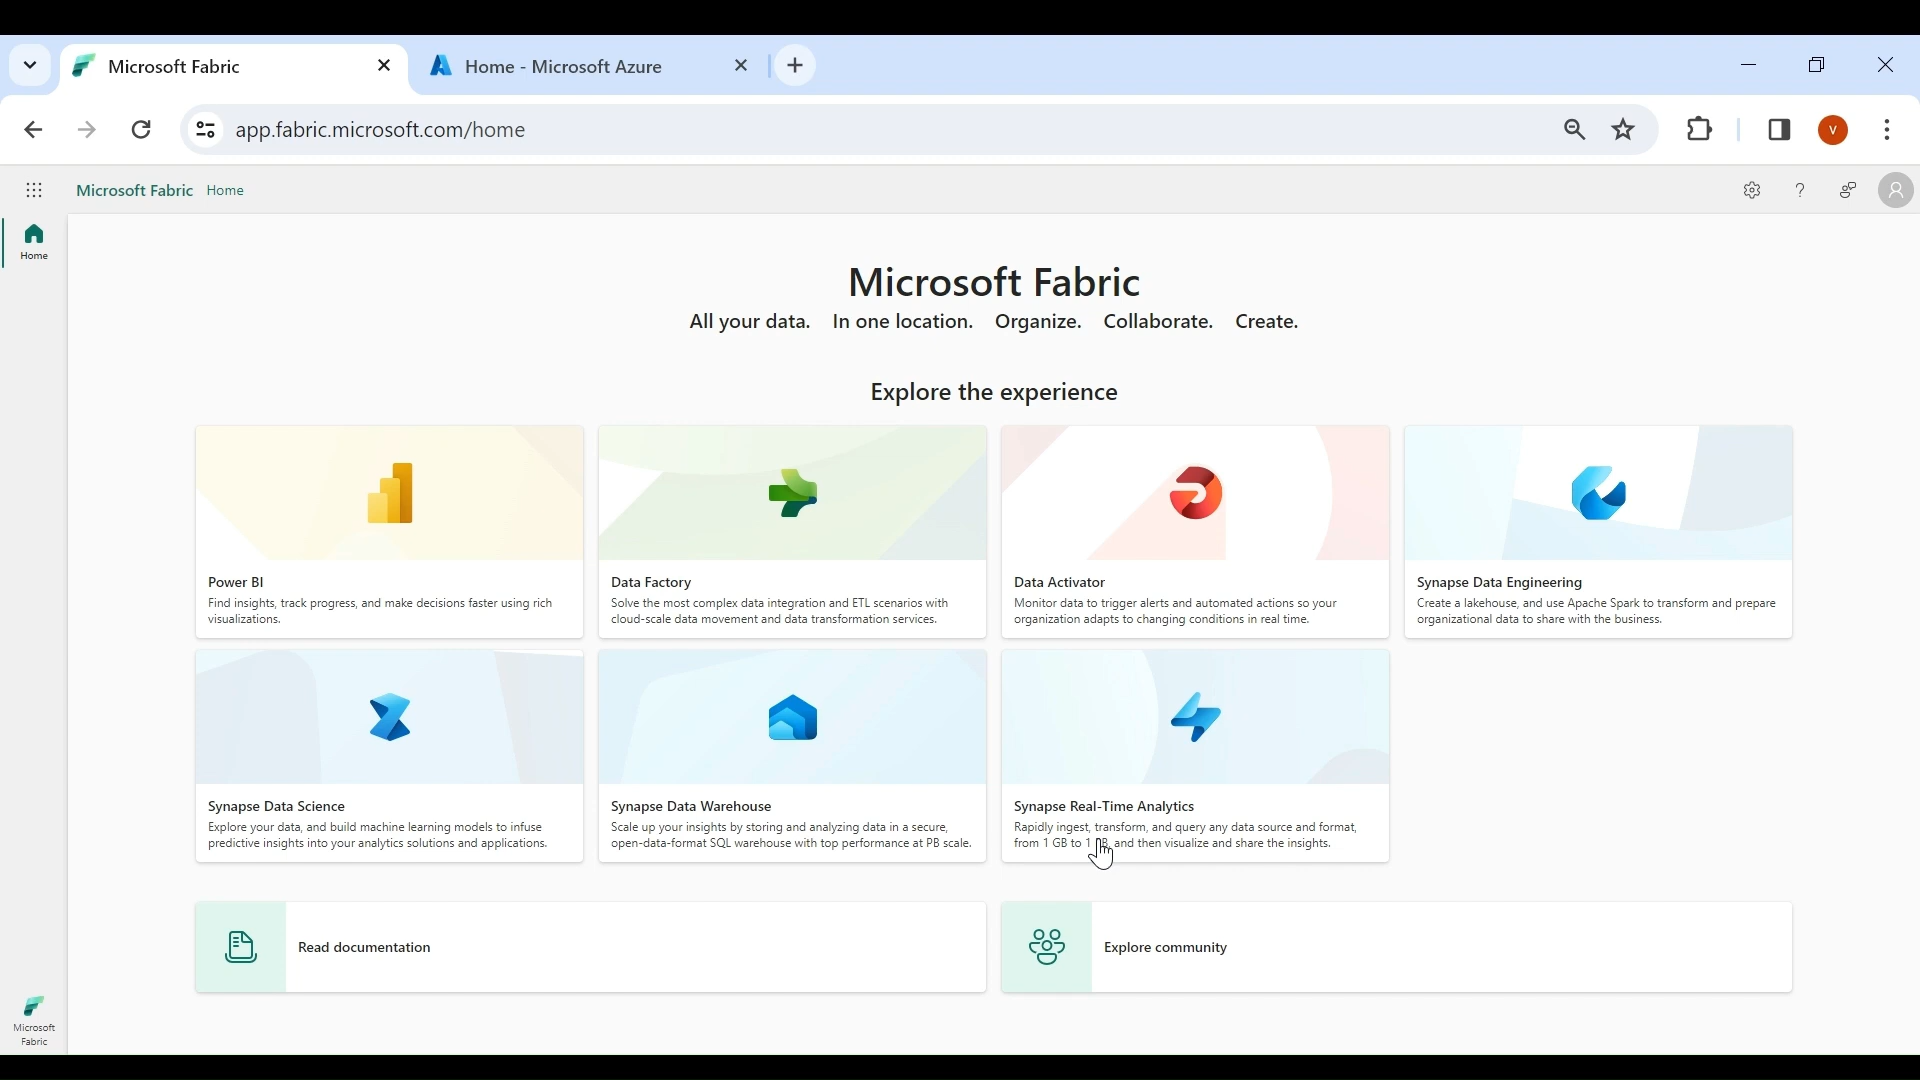 Microsoft Fabric
Home - Microsoft Azure
app.fabric.microsoft.com/home
V
Microsoft Fabric Home
Home
Microsoft Fabric
All your data. In one location. Organize. Collaborate. Create.
Explore the experience
Power BI
Find insights, track progress, and make decisions faster using rich
visualizations.
Data Factory
Solve the most complex data integration and ETL scenarios with
cloud-scale data movement and data transformation services.
Data Activator
Monitor data to trigger alerts and automated actions so your
organization adapts to changing conditions in real time.
Synapse Data Engineering
Create a lakehouse, and use Apache Spark to transform and prepare
organizational data to share with the business.
Synapse Data Science
Explore your data, and build machine learning models to infuse
predictive insights into your analytics solutions and applications.
Synapse Data Warehouse
Scale up your insights by storing and analyzing data in a secure,
open-data-format SQL warehouse with top performance at PB scale.
Synapse Real-Time Analytics
Rapidly ingest, transform, and query any data source and format,
from 1 GB to 1 PB, and then visualize and share the insights.
Read documentation
Explore community
Microsoft
Fabric